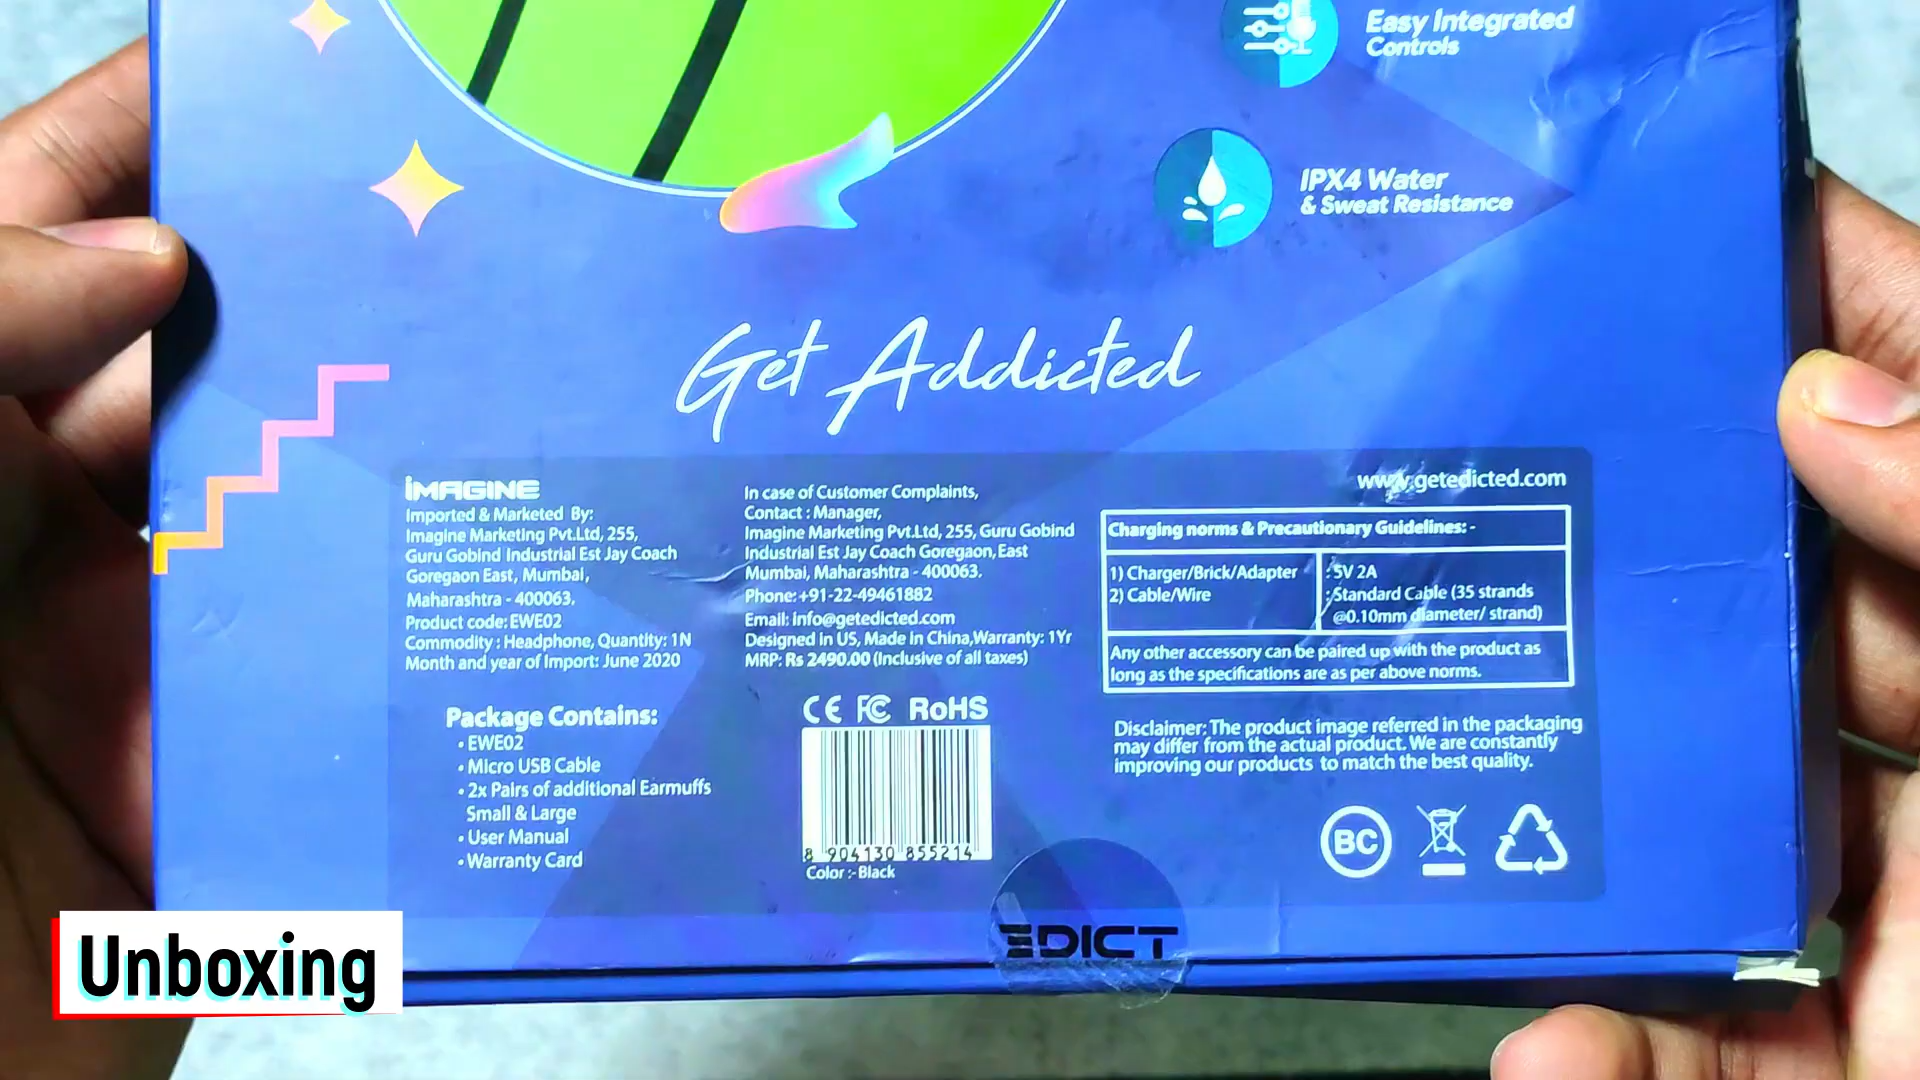 Easy Integrated
Controls
IPX4 Water
& Sweat Resistance
Get Addicted
iMAGINE
Imported & Marketed By:
Imagine Marketing Pvt.Ltd, 255,
Guru Gobind Industrial Est Jay Coach
Goregaon East, Mumbai,
Maharashtra - 400063.
Product code: EWE02
Commodity : Headphone, Quantity: 1N
Month and year of Import: June 2020
In case of Customer Complaints,
Contact : Manager,
Imagine Marketing Pvt.Ltd, 255, Guru Gobind
Industrial Est Jay Coach Goregaon, East
Mumbai, Maharashtra - 400063.
Phone: +91-22-49461882
Email: info@getedicted.com
Designed in US, Made in China,Warranty: 1Yr
MRP: Rs 2490.00 (Inclusive of all taxes)
www.getedicted.com
Charging norms & Precautionary Guidelines: -
1) Charger/Brick/Adapter : 5V 2A
2) Cable/Wire : Standard Cable (35 strands
@0.10mm diameter/ strand)
Any other accessory can be paired up with the product as
long as the specifications are as per above norms.
Package Contains:
• EWE02
• Micro USB Cable
• 2x Pairs of additional Earmuffs
Small & Large
• User Manual
• Warranty Card
CE FC RoHS
8 904130 855214
Color :- Black
Disclaimer: The product image referred in the packaging
may differ from the actual product. We are constantly
improving our products to match the best quality.
BC
EDICT
Unboxing